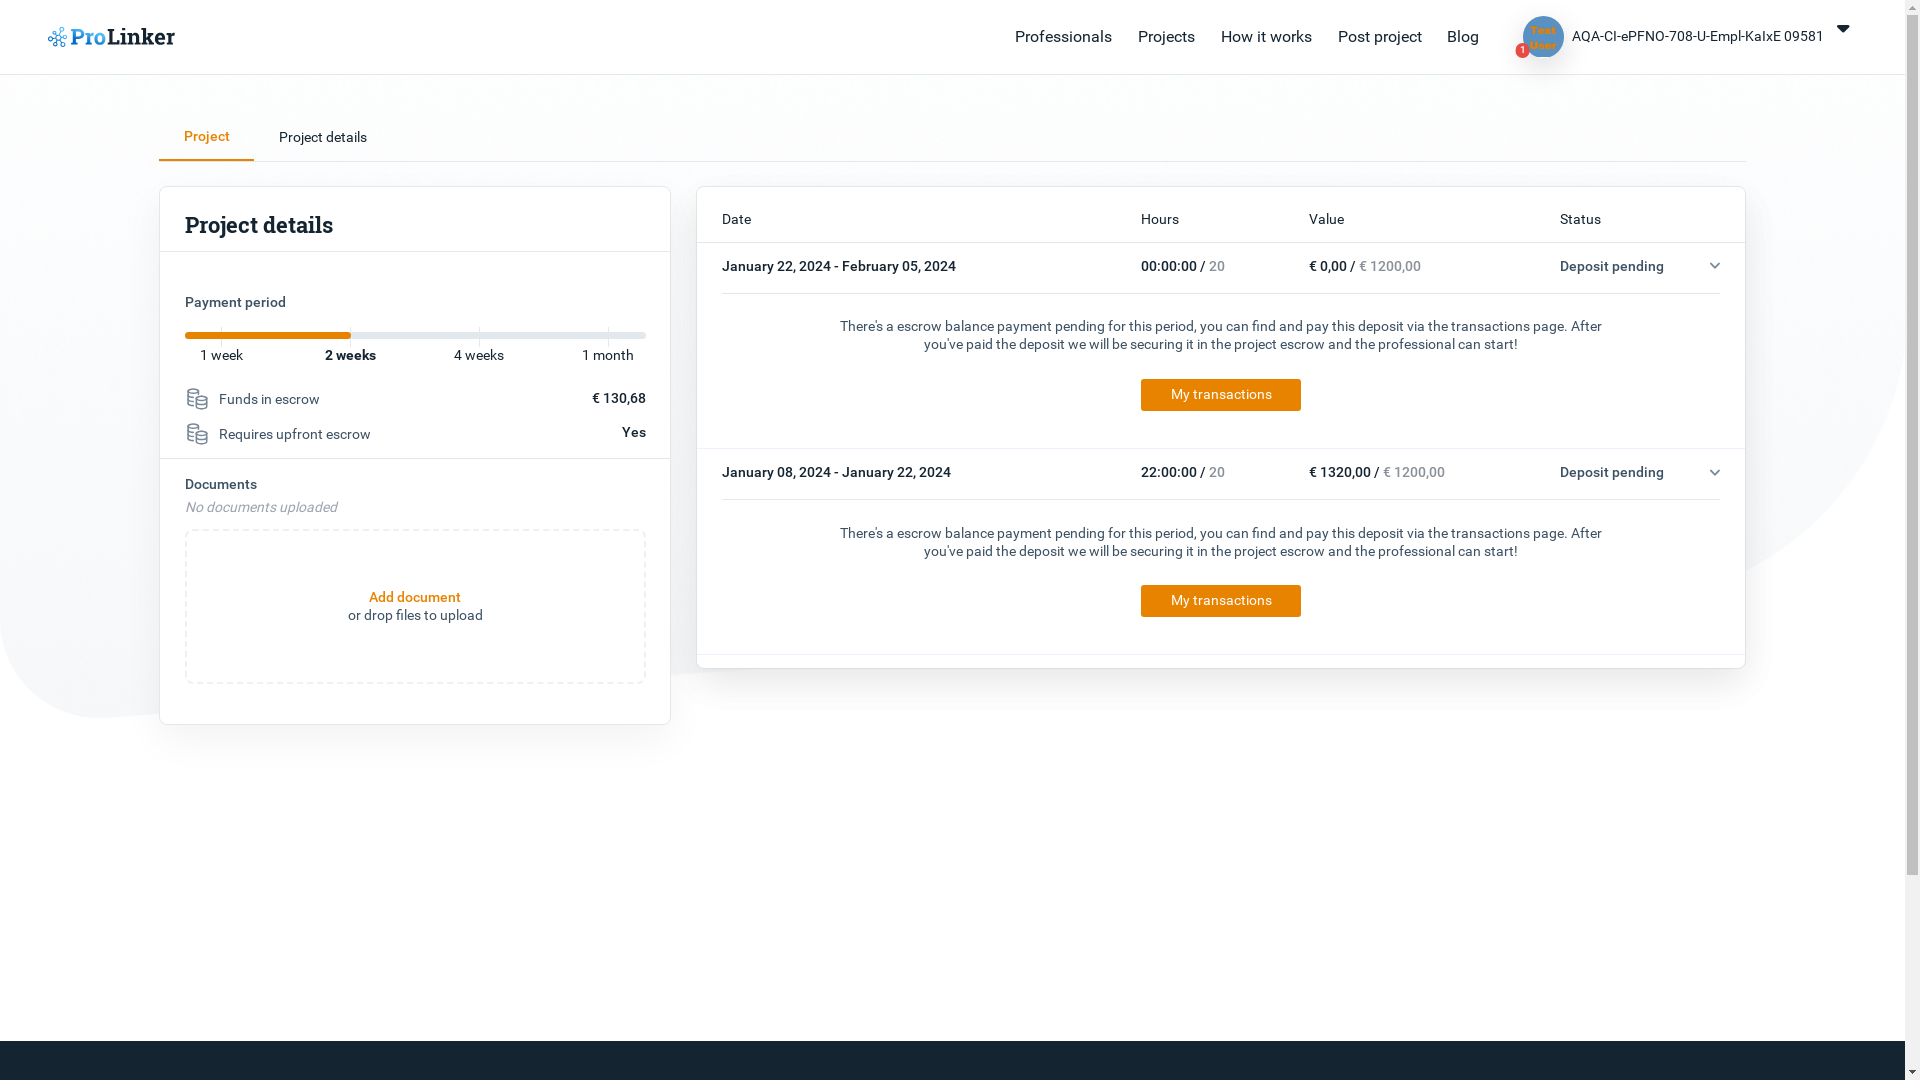 ProLinker
Professionals
Projects
How it works
Post project
Blog
Test
User
1
AQA-CI-ePFNO-708-U-Empl-KaIxE 09581
Project
Project details
Project details
Payment period
1 week
2 weeks
4 weeks
1 month
Funds in escrow
€ 130,68
Requires upfront escrow
Yes
Documents
No documents uploaded
Add document
or drop files to upload
Date
Hours
Value
Status
January 22, 2024 - February 05, 2024
00:00:00 / 20
€ 0,00 / € 1200,00
Deposit pending
There's a escrow balance payment pending for this period, you can find and pay this deposit via the transactions page. After
you've paid the deposit we will be securing it in the project escrow and the professional can start!
My transactions
January 08, 2024 - January 22, 2024
22:00:00 / 20
€ 1320,00 / € 1200,00
Deposit pending
There's a escrow balance payment pending for this period, you can find and pay this deposit via the transactions page. After
you've paid the deposit we will be securing it in the project escrow and the professional can start!
My transactions